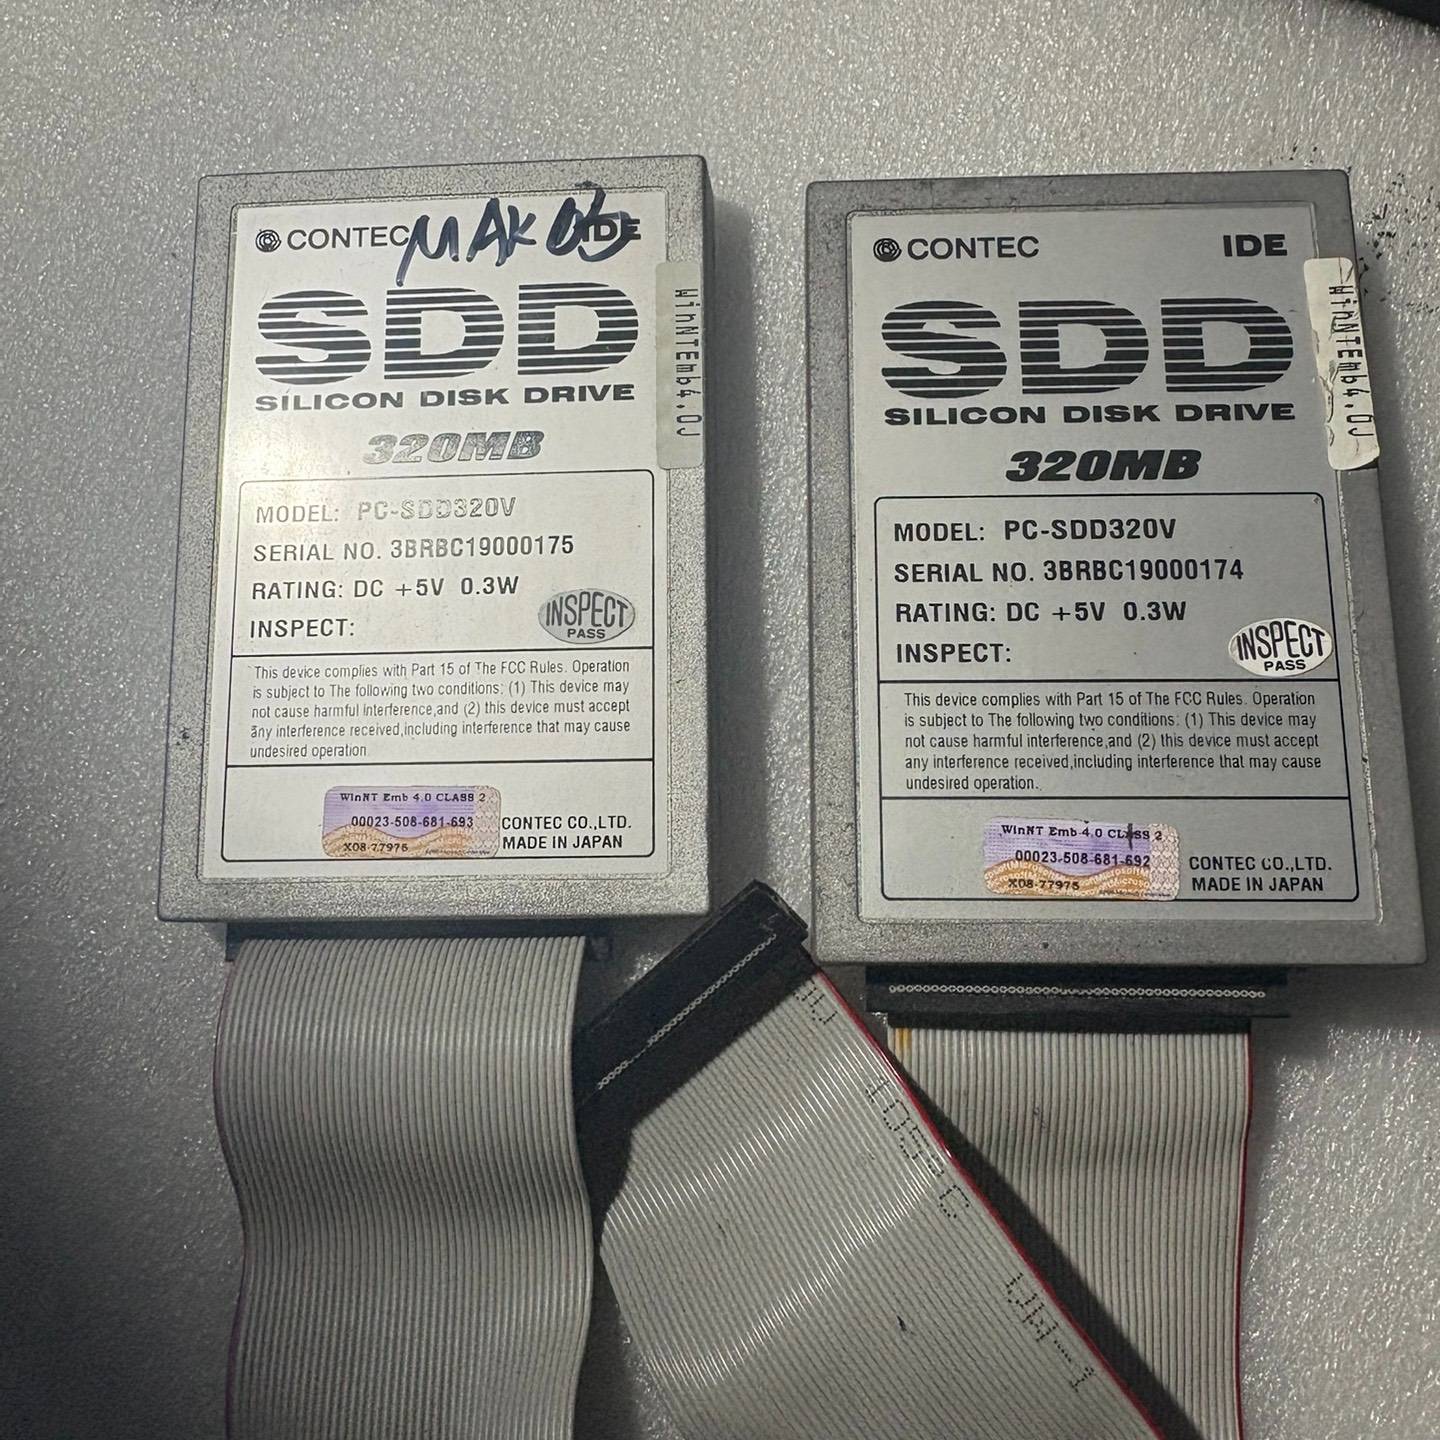 CONTEC
MAK
IDE
SDD
SILICON DISK DRIVE
320MB
MODEL: PC-SDD320V
SERIAL NO. 3BRBC19000175
RATING: DC +5V 0.3W
INSPECT:
INSPECT
PASS
This device complies with Part 15 of The FCC Rules. Operation
is subject to The following two conditions: (1) This device may
not cause harmful interference,and (2) this device must accept
any interference received,including interference that may cause
undesired operation.
WinNT Emb 4.0 CLASS 2
00023-508-681-693
X08-77975
CONTEC CO.,LTD.
MADE IN JAPAN
WinNTEmb4.0J
CONTEC
IDE
SDD
SILICON DISK DRIVE
320MB
MODEL: PC-SDD320V
SERIAL NO. 3BRBC19000174
RATING: DC +5V 0.3W
INSPECT:
INSPECT
PASS
This device complies with Part 15 of The FCC Rules. Operation
is subject to The following two conditions: (1) This device may
not cause harmful interference,and (2) this device must accept
any interference received,including interference that may cause
undesired operation.
WinNT Emb 4.0 CLASS 2
00023-508-681-692
X08-77975
CONTEC CO.,LTD.
MADE IN JAPAN
WinNTEmb4.0J
105°C
VW-1